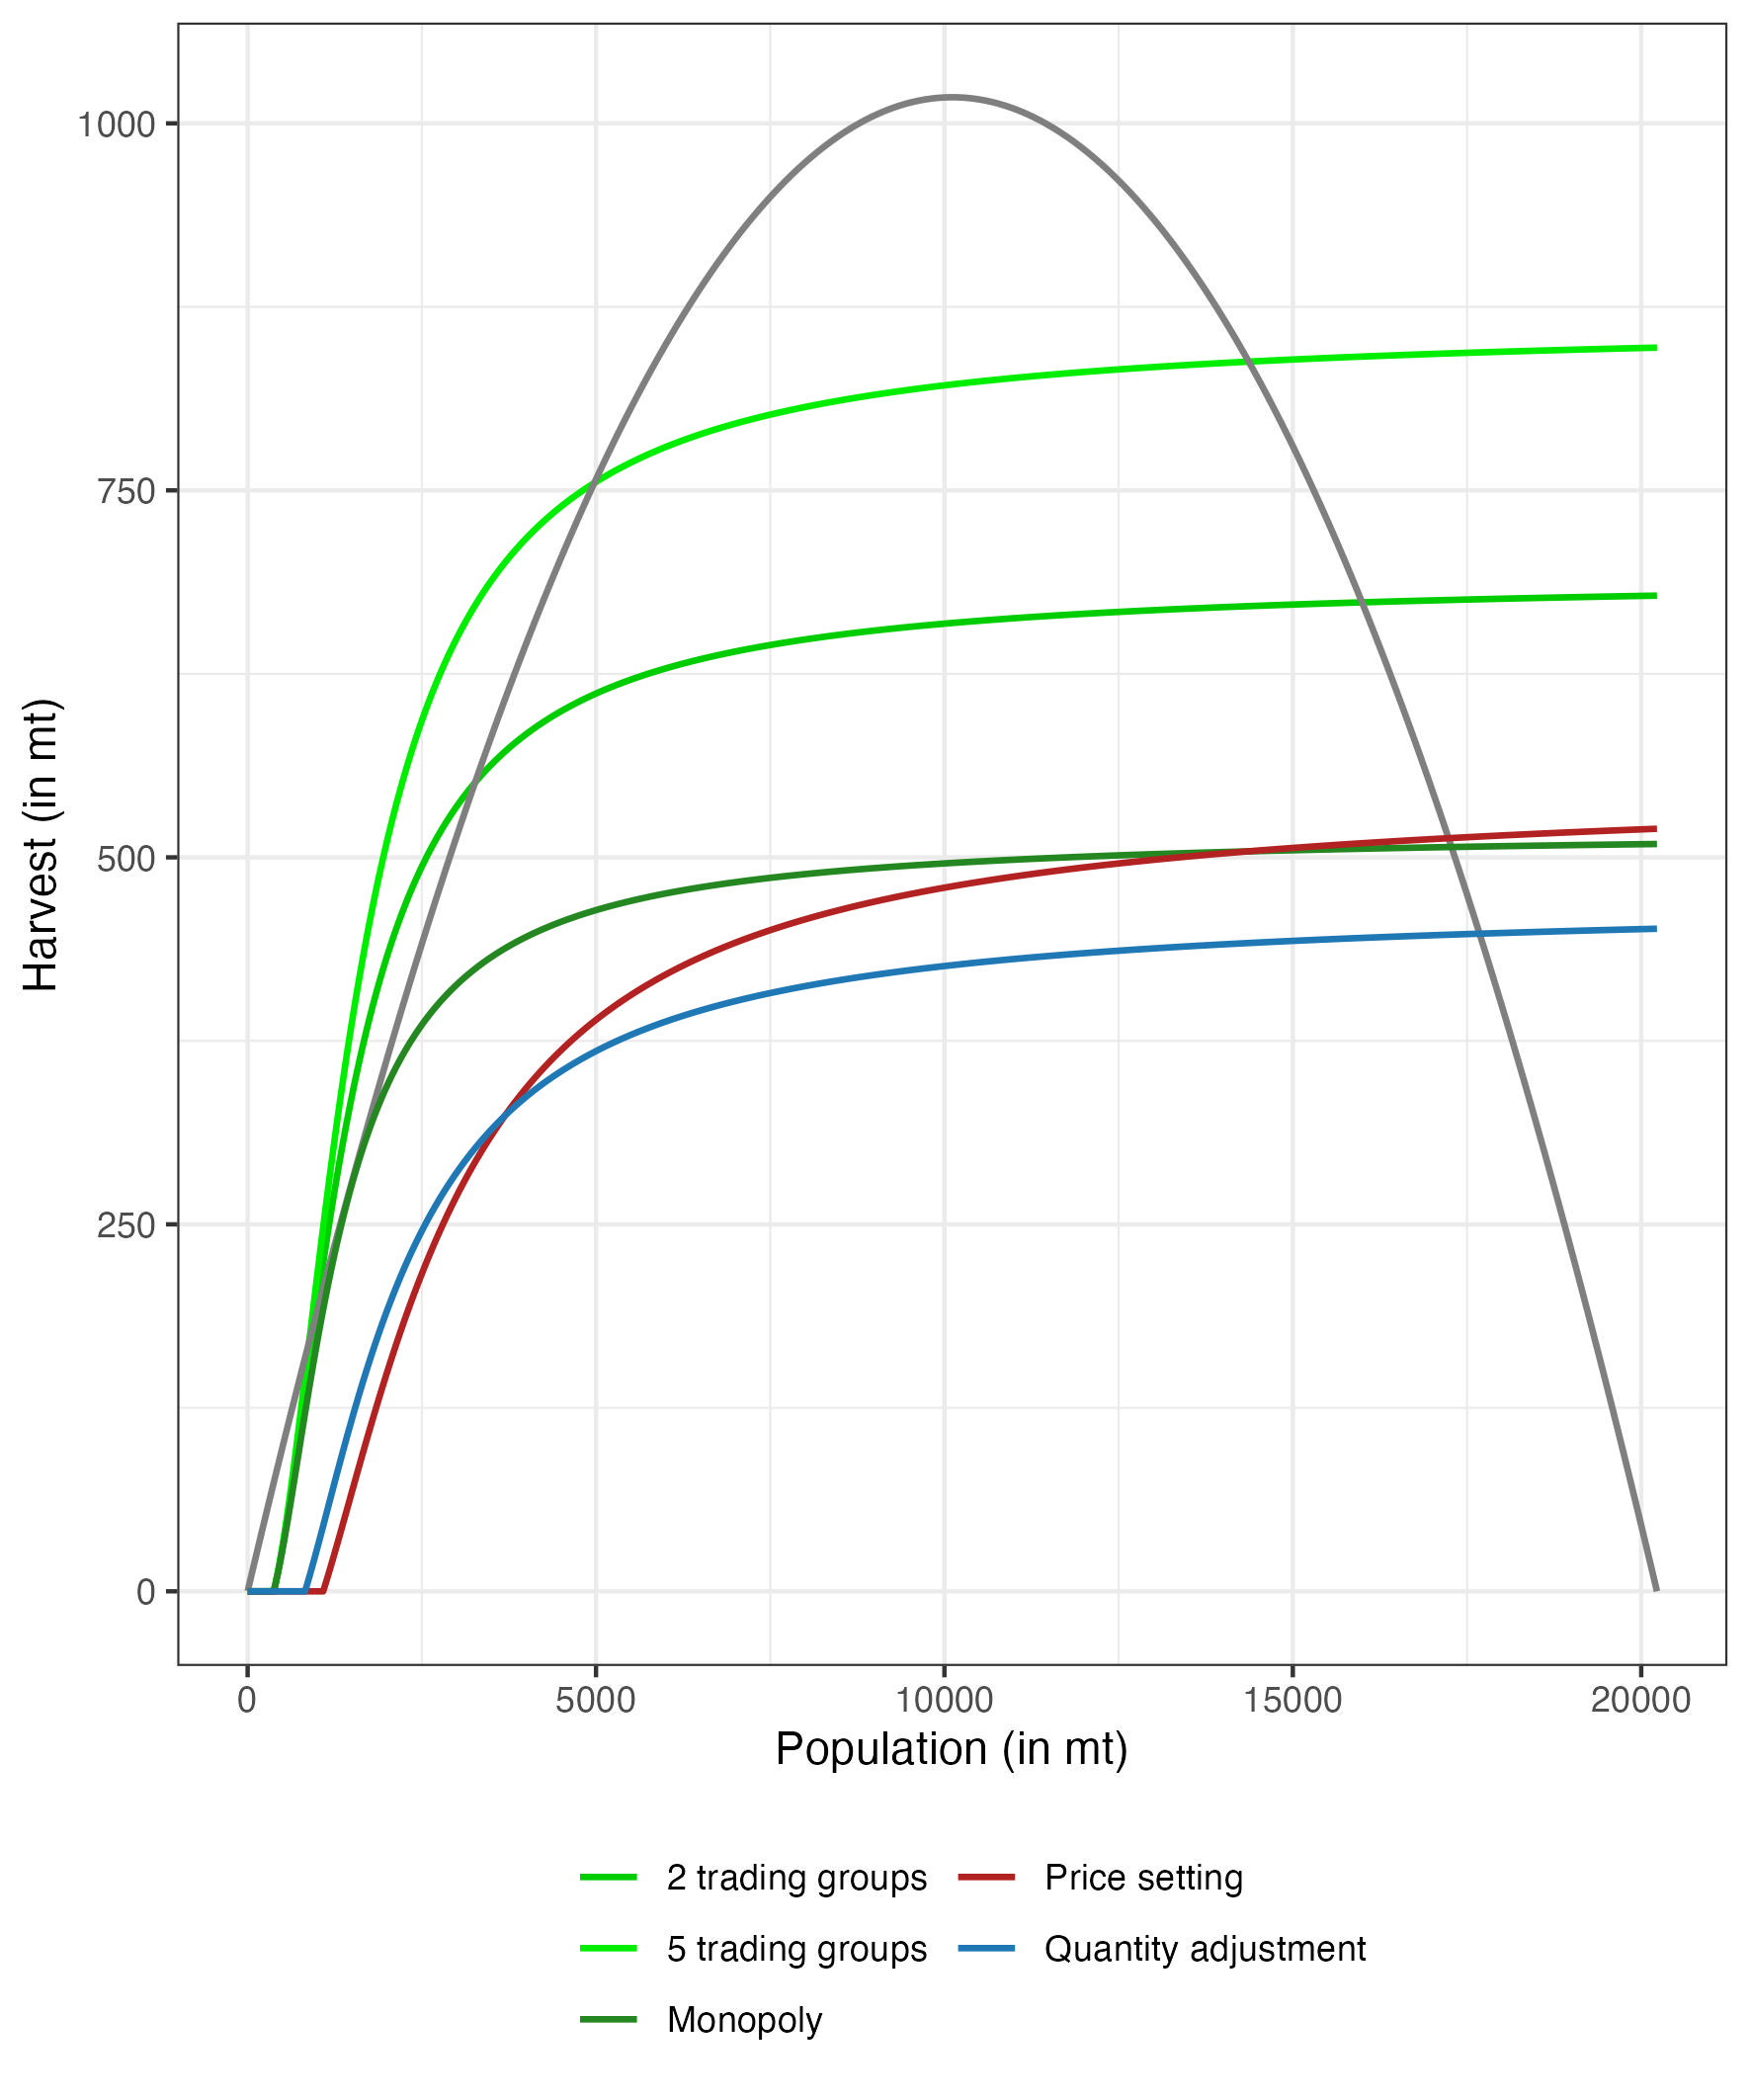 1000
750
500
250
0
Harvest (in mt)
0 5000 10000 15000 20000
Population (in mt)
2 trading groups Price setting
5 trading groups Quantity adjustment
Monopoly